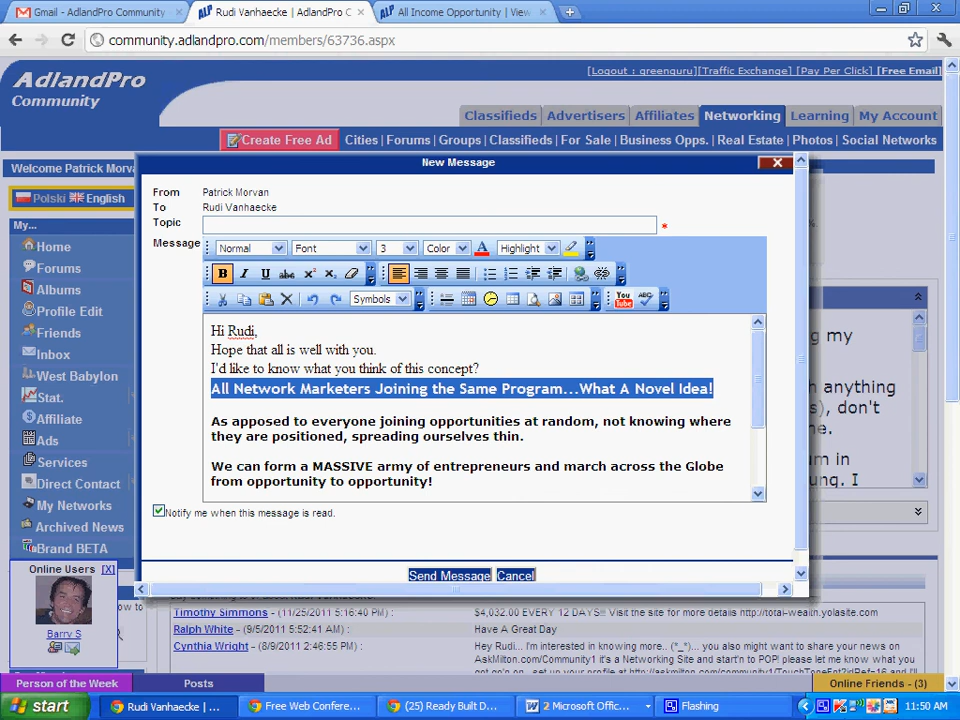 Gmail - AdlandPro Community
Rudi Vanhaecke | AdlandPro C
All Income Opportunity | View
community.adlandpro.com/members/63736.aspx
AdlandPro
Community
[Logout : greenguru][Traffic Exchange] [Pay Per Click] [Free Email]
Classifieds Advertisers Affiliates Networking Learning My Account
Create Free Ad
Cities | Forums | Groups | Classifieds | For Sale | Business Opps. | Real Estate | Photos | Social Networks
Welcome Patrick Morva
Polski English
My...
Home
Forums
Albums
Profile Edit
Friends
Inbox
West Babylon
Stat.
Affiliate
Ads
Services
Direct Contact
My Networks
Archived News
Brand BETA
Online Users [X]
Barry S
New Message
From Patrick Morvan
To Rudi Vanhaecke
Topic *
Message
Normal Font 3 Color A Highlight
B I U abc x² x₂
Symbols
You Tube ABC
Hi Rudi,
Hope that all is well with you.
I'd like to know what you think of this concept?
All Network Marketers Joining the Same Program...What A Novel Idea!
As apposed to everyone joining opportunities at random, not knowing where
they are positioned, spreading ourselves thin.
We can form a MASSIVE army of entrepreneurs and march across the Globe
from opportunity to opportunity!
Notify me when this message is read.
Send Message Cancel
g my
h anything
s), don't
me.
um in
ung. I
how to
Timothy Simmons (11/25/2011 5:16:40 PM) : $4,032.00 EVERY 12 DAYS!! Visit the site for more details http://total-wealth.yolasite.com
Ralph White (9/5/2011 5:52:41 AM) : Have A Great Day
Cynthia Wright (8/9/2011 2:46:55 PM) : Hey Rudi... I'm interested in knowing more.. (*_*).. you also might want to share your news on
AskMilton.com/Community1 it's a Networking Site and start'n to POP! please let me know what you
Person of the Week
Posts
Online Friends - (3)
start
Rudi Vanhaecke | ...
Free Web Confere...
(25) Ready Built D...
2 Microsoft Offic...
Flashing
11:50 AM